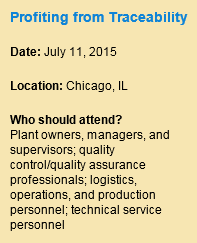 Profiting from Traceability
Date: July 11, 2015
Location: Chicago, IL
Who should attend?
Plant owners, managers, and
supervisors; quality
control/quality assurance
professionals; logistics,
operations, and production
personnel; technical service
personnel